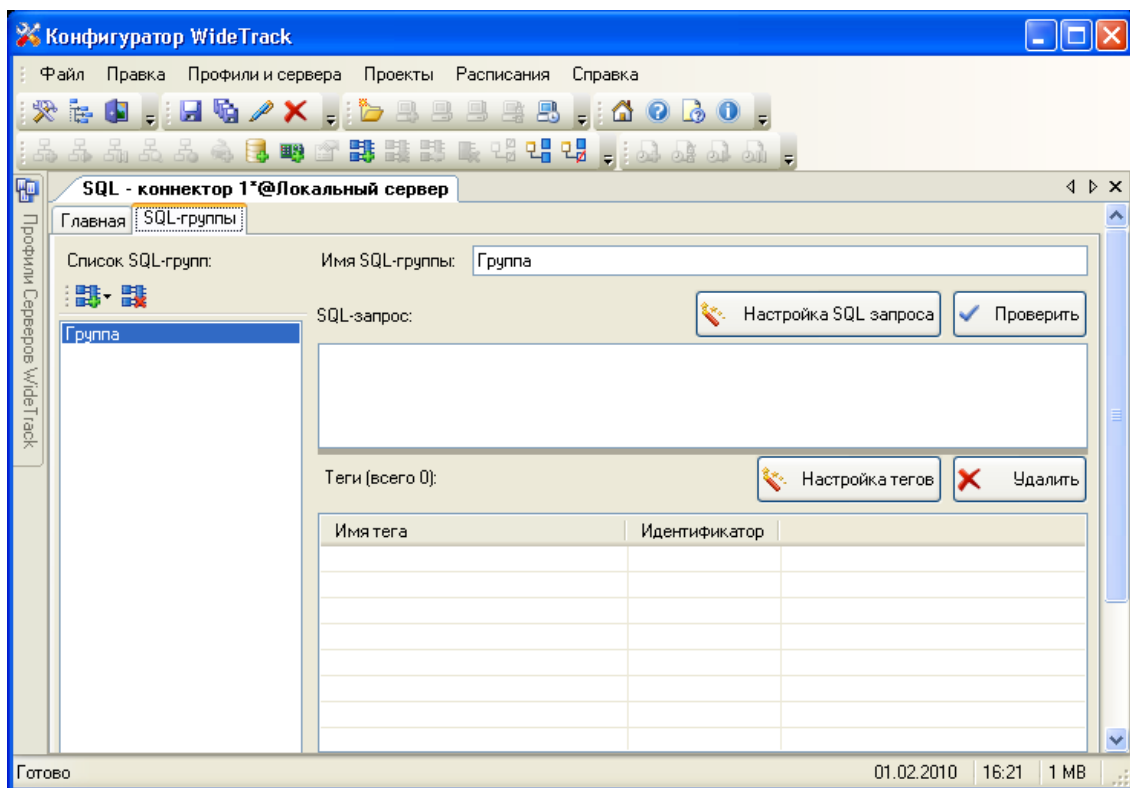 Конфигуратор WideTrack
Файл Правка Профили и сервера Проекты Расписания Справка
SQL - коннектор 1*@Локальный сервер
Профили Серверов WideTrack
Главная SQL-группы
Список SQL-групп: Имя SQL-группы: Группа
SQL-запрос: Настройка SQL запроса Проверить
Группа
Теги (всего 0): Настройка тегов Удалить
Имя тега Идентификатор
Готово 01.02.2010 16:21 1 MB